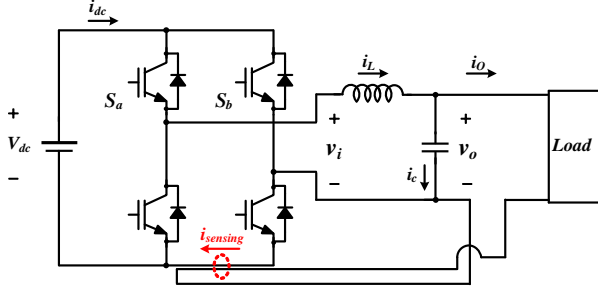 i_dc
i_L
i_O
S_a
S_b
+
V_dc
−
+
v_i
−
+
v_o
−
i_c
Load
i_sensing